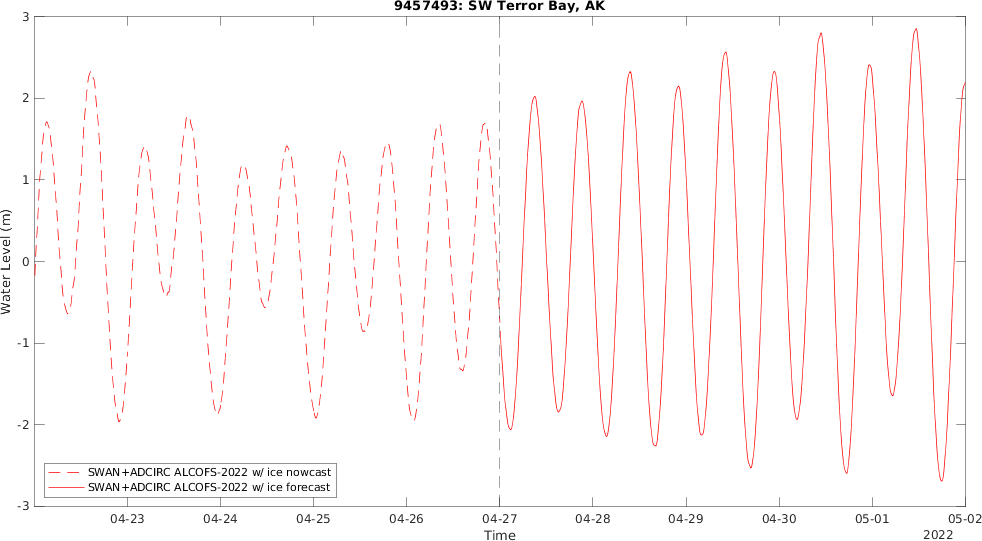 9457493: SW Terror Bay, AK
3
2
1
0
-1
-2
-3
Water Level (m)
SWAN+ADCIRC ALCOFS-2022 w/ ice nowcast
SWAN+ADCIRC ALCOFS-2022 w/ ice forecast
04-23 04-24 04-25 04-26 04-27 04-28 04-29 04-30 05-01 05-02
Time
2022